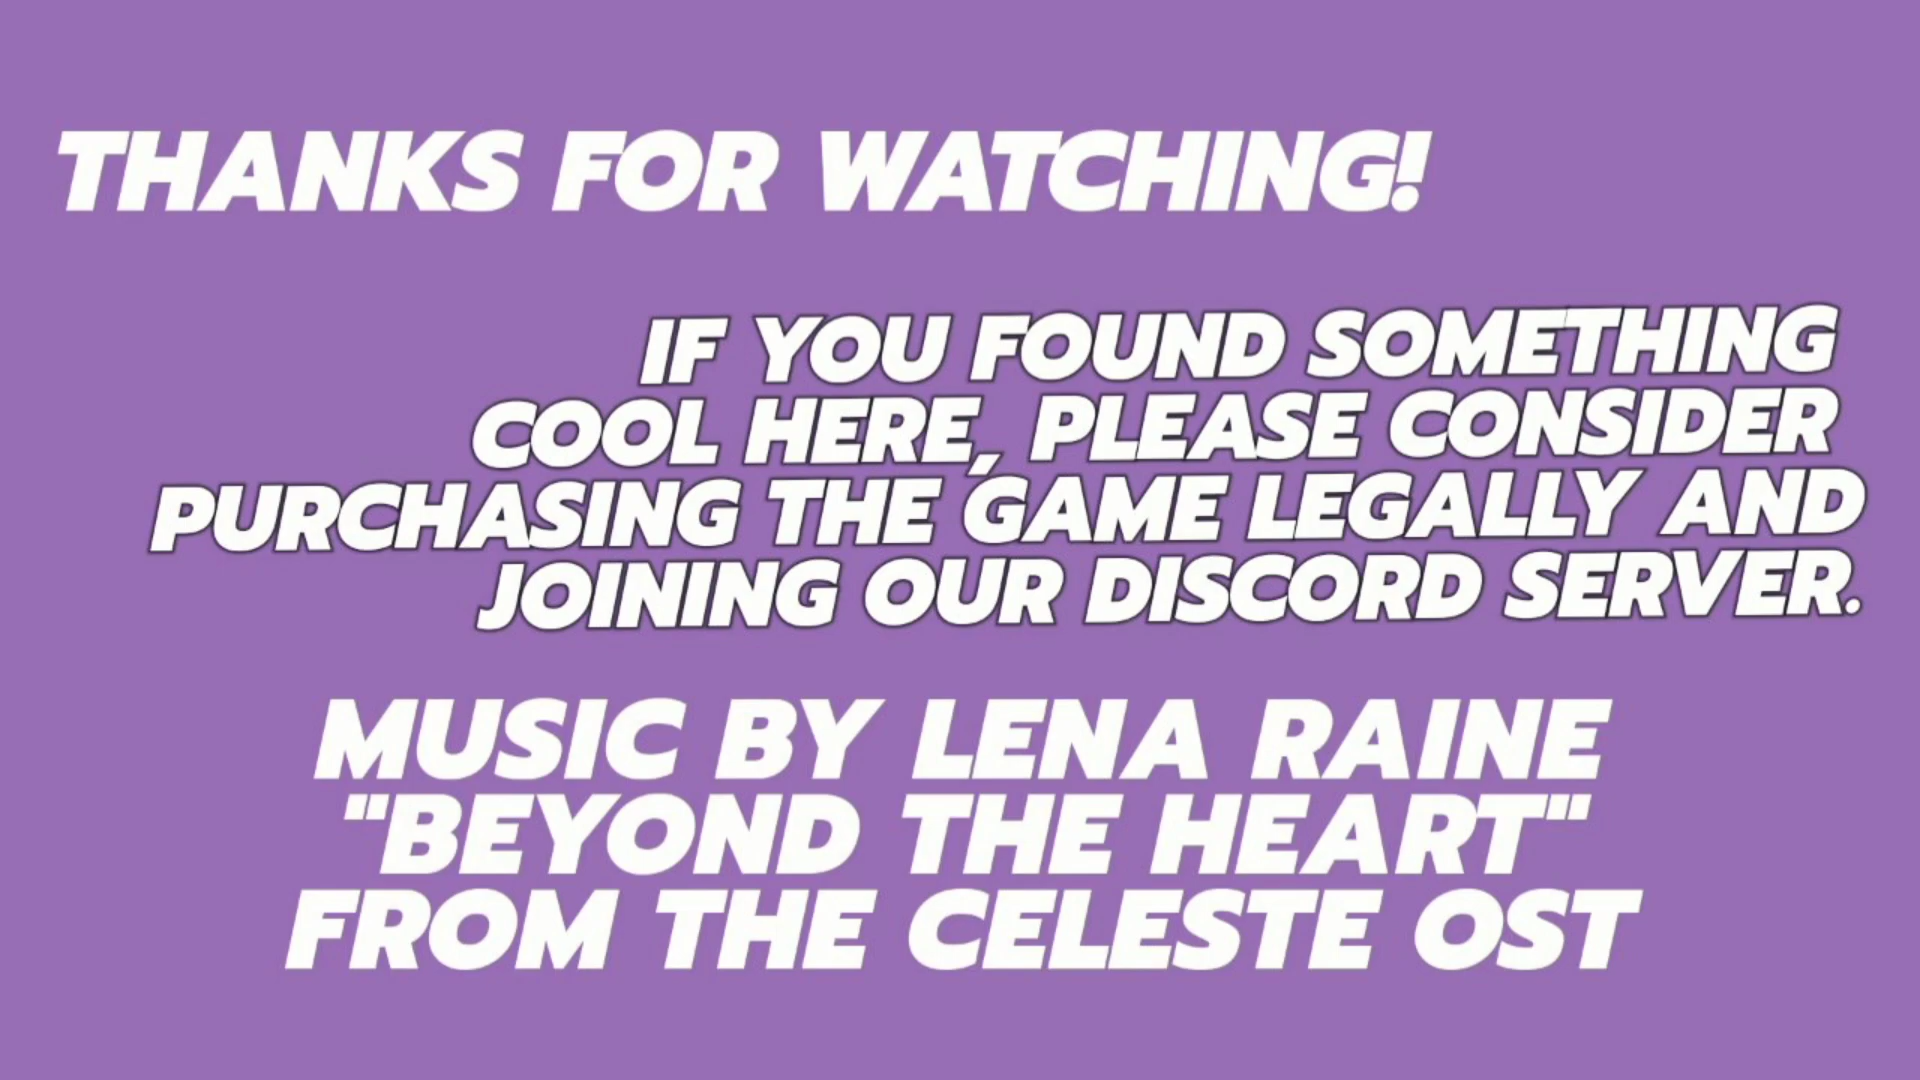 THANKS FOR WATCHING!
IF YOU FOUND SOMETHING
COOL HERE, PLEASE CONSIDER
PURCHASING THE GAME LEGALLY AND
JOINING OUR DISCORD SERVER.
MUSIC BY LENA RAINE
"BEYOND THE HEART"
FROM THE CELESTE OST